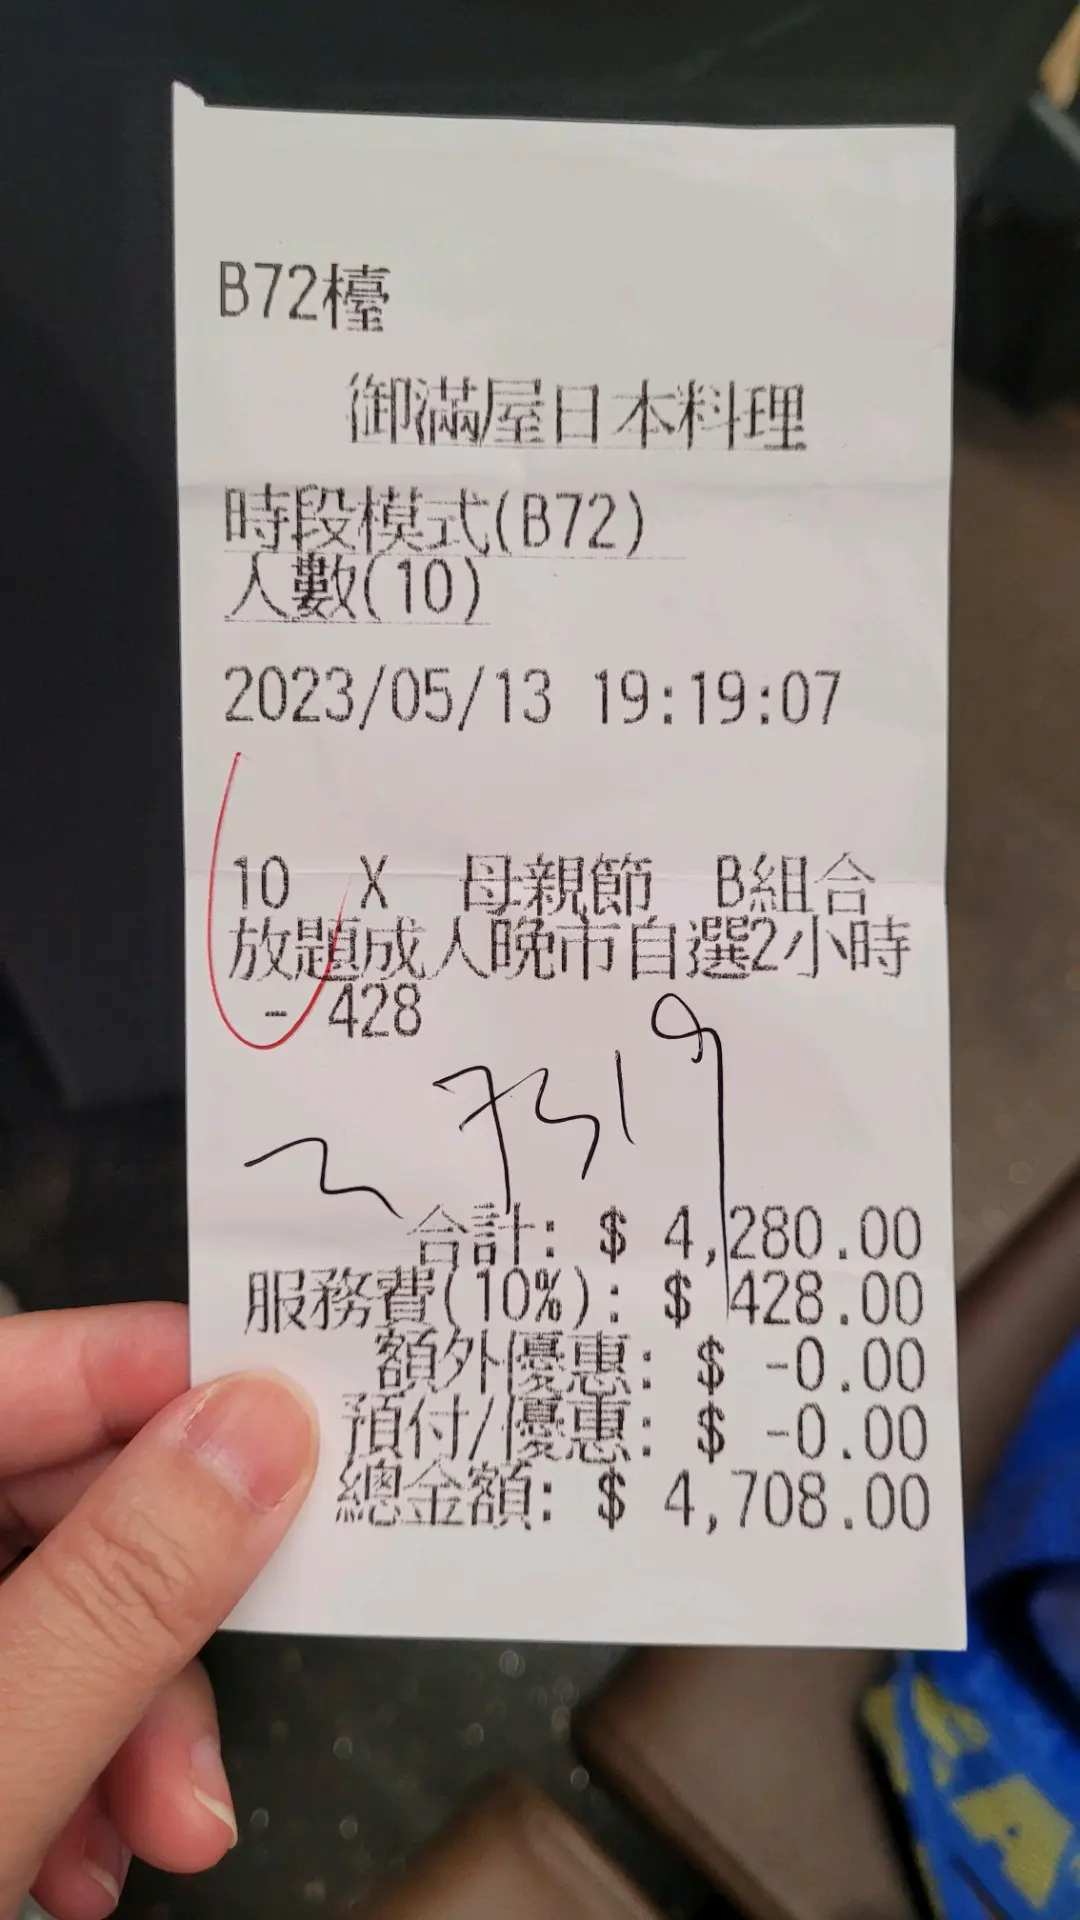 B72檯
御滿屋日本料理
時段模式(B72)
人數(10)
2023/05/13 19:19:07
10 X 母親節 B組合
放題成人晚市自選2小時
- 428
合計: $ 4,280.00
服務費(10%): $ 428.00
額外優惠: $ -0.00
預付/優惠: $ -0.00
總金額: $ 4,708.00